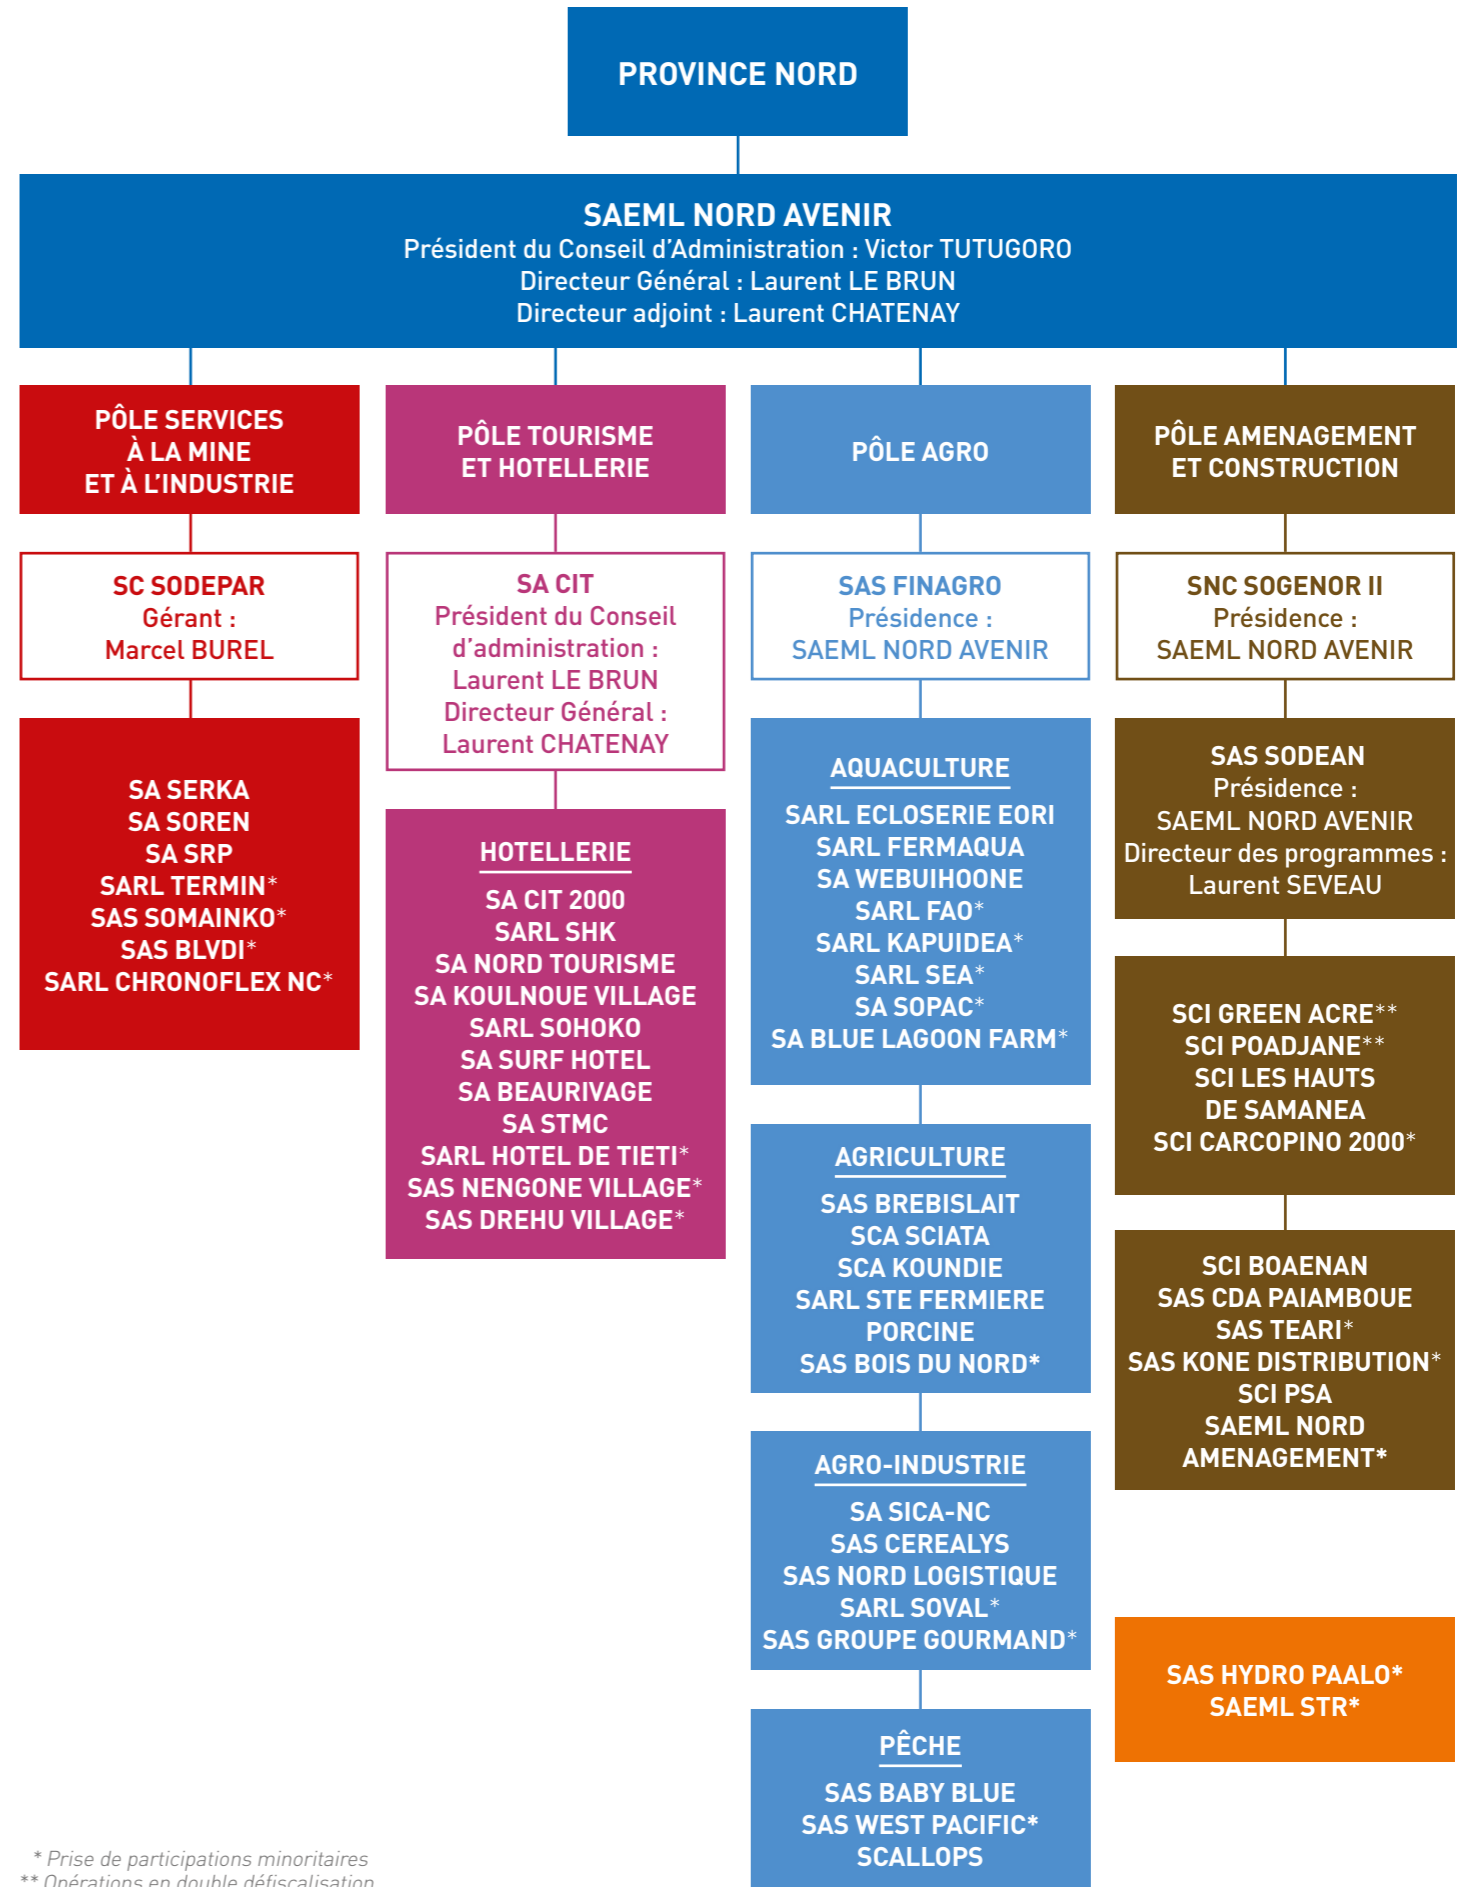 PROVINCE NORD
SAEML NORD AVENIR
Président du Conseil d'Administration : Victor TUTUGORO
Directeur Général : Laurent LE BRUN
Directeur adjoint : Laurent CHATENAY
PÔLE SERVICES
À LA MINE
ET À L'INDUSTRIE
SC SODEPAR
Gérant :
Marcel BUREL
SA SERKA
SA SOREN
SA SRP
SARL TERMIN*
SAS SOMAINKO*
SAS BLVDI*
SARL CHRONOFLEX NC*
PÔLE TOURISME
ET HOTELLERIE
SA CIT
Président du Conseil
d'administration :
Laurent LE BRUN
Directeur Général :
Laurent CHATENAY
HOTELLERIE
SA CIT 2000
SARL SHK
SA NORD TOURISME
SA KOULNOUE VILLAGE
SARL SOHOKO
SA SURF HOTEL
SA BEAURIVAGE
SA STMC
SARL HOTEL DE TIETI*
SAS NENGONE VILLAGE*
SAS DREHU VILLAGE*
PÔLE AGRO
SAS FINAGRO
Présidence :
SAEML NORD AVENIR
AQUACULTURE
SARL ECLOSERIE EORI
SARL FERMAQUA
SA WEBUIHOONE
SARL FAO*
SARL KAPUIDEA*
SARL SEA*
SA SOPAC*
SA BLUE LAGOON FARM*
AGRICULTURE
SAS BREBISLAIT
SCA SCIATA
SCA KOUNDIE
SARL STE FERMIERE
PORCINE
SAS BOIS DU NORD*
AGRO-INDUSTRIE
SA SICA-NC
SAS CEREALYS
SAS NORD LOGISTIQUE
SARL SOVAL*
SAS GROUPE GOURMAND*
PÊCHE
SAS BABY BLUE
SAS WEST PACIFIC*
SCALLOPS
PÔLE AMENAGEMENT
ET CONSTRUCTION
SNC SOGENOR II
Présidence :
SAEML NORD AVENIR
SAS SODEAN
Présidence :
SAEML NORD AVENIR
Directeur des programmes :
Laurent SEVEAU
SCI GREEN ACRE**
SCI POADJANE**
SCI LES HAUTS
DE SAMANEA
SCI CARCOPINO 2000*
SCI BOAENAN
SAS CDA PAIAMBOUE
SAS TEARI*
SAS KONE DISTRIBUTION*
SCI PSA
SAEML NORD
AMENAGEMENT*
SAS HYDRO PAALO*
SAEML STR*
* Prise de participations minoritaires
** Opérations en double défiscalisation